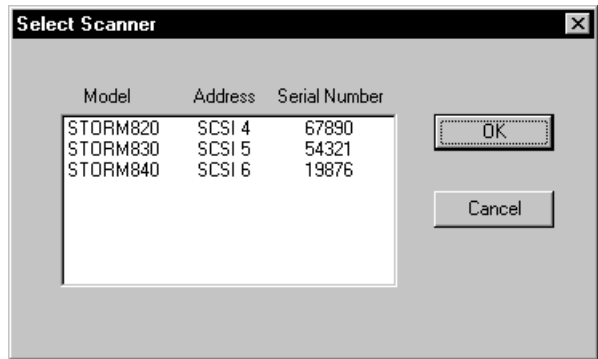 Select Scanner
Model Address Serial Number
STORM820 SCSI 4 67890
STORM830 SCSI 5 54321
STORM840 SCSI 6 19876
OK
Cancel